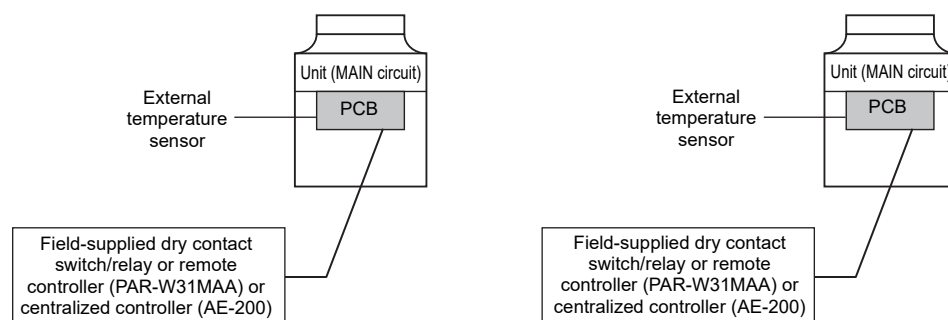 Unit (MAIN circuit)
PCB
External
temperature
sensor
Field-supplied dry contact
switch/relay or remote
controller (PAR-W31MAA) or
centralized controller (AE-200)
Unit (MAIN circuit)
PCB
External
temperature
sensor
Field-supplied dry contact
switch/relay or remote
controller (PAR-W31MAA) or
centralized controller (AE-200)